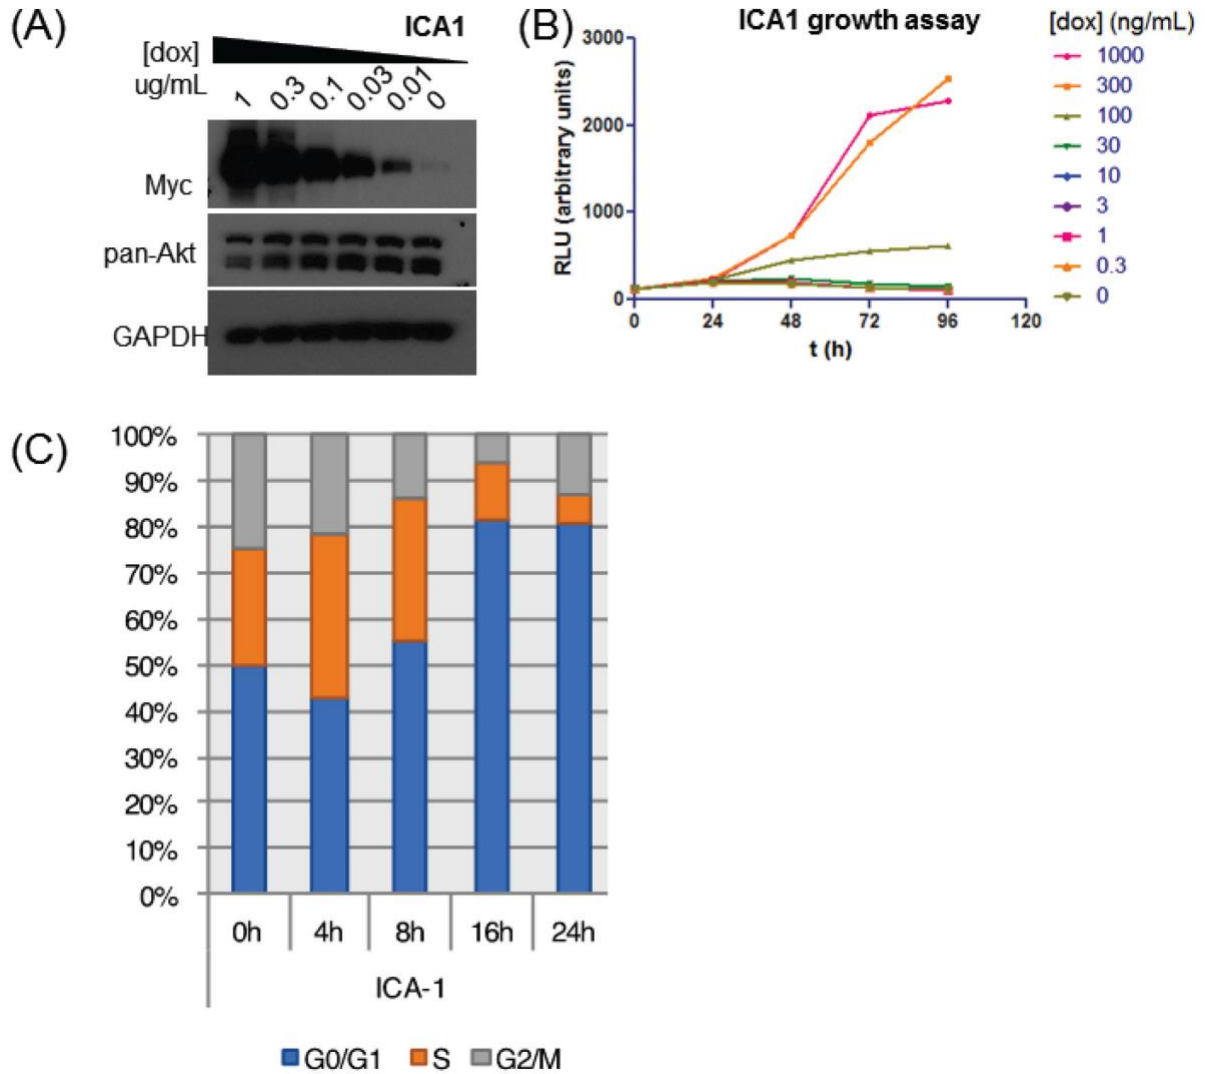 (A)
ICA1
[dox]
ug/mL
1 0.3 0.1 0.03 0.01 0
Myc
pan-Akt
GAPDH
(B)
ICA1 growth assay
RLU (arbitrary units)
3000
2000
1000
0
0 24 48 72 96 120
t (h)
[dox] (ng/mL)
1000
300
100
30
10
3
1
0.3
0
(C)
100%
90%
80%
70%
60%
50%
40%
30%
20%
10%
0%
0h 4h 8h 16h 24h
ICA-1
G0/G1 S G2/M